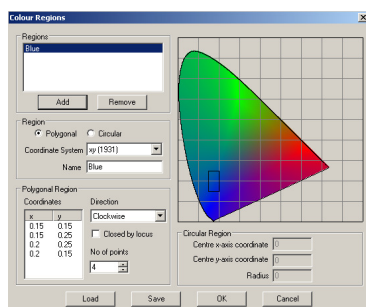 Colour Regions
Regions
Blue
Add Remove
Region
Polygonal Circular
Coordinate System xy (1931)
Name Blue
Polygonal Region
Coordinates Direction
x y Clockwise
0.15 0.15
0.15 0.25
0.2 0.25
0.2 0.15
Closed by locus
No of points
4
Circular Region
Centre x-axis coordinate 0
Centre y-axis coordinate 0
Radius 0
Load Save OK Cancel